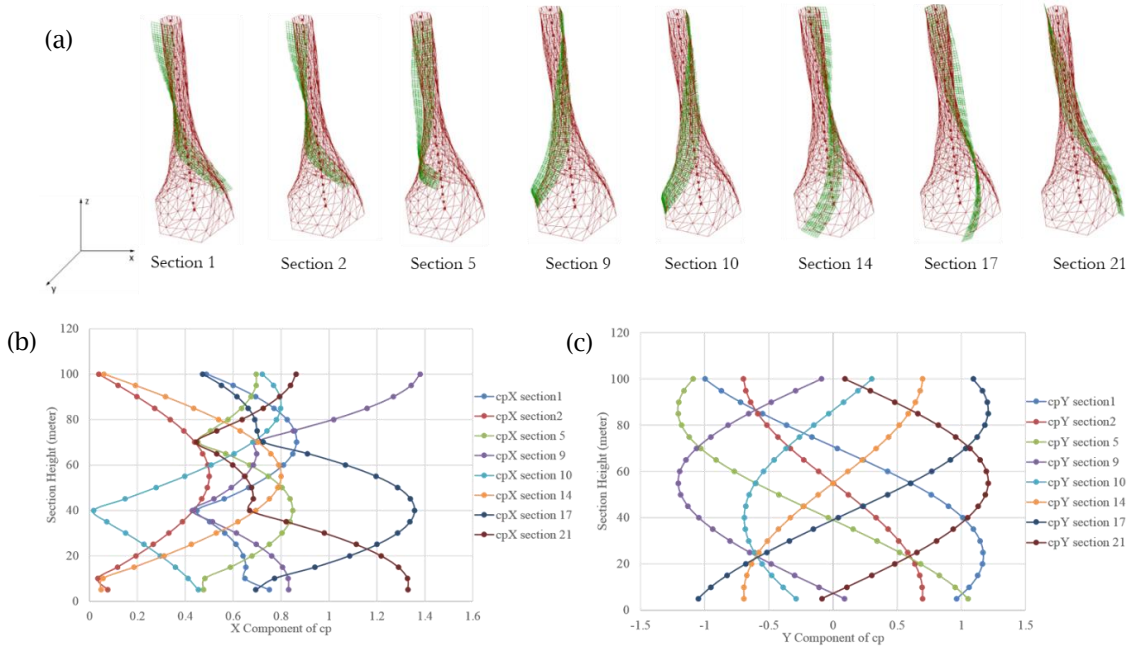 (a)
z
x
y
Section 1
Section 2
Section 5
Section 9
Section 10
Section 14
Section 17
Section 21
(b)
120
100
80
60
40
20
0
Section Height (meter)
0
0.2
0.4
0.6
0.8
1
1.2
1.4
1.6
X Component of cp
cpX section1
cpX section2
cpX section 5
cpX section 9
cpX section 10
cpX section 14
cpX section 17
cpX section 21
(c)
120
100
80
60
40
20
0
Section Height (meter)
-1.5
-1
-0.5
0
0.5
1
1.5
Y Component of cp
cpY section1
cpY section2
cpY section 5
cpY section 9
cpY section 10
cpY section 14
cpY section 17
cpY section 21